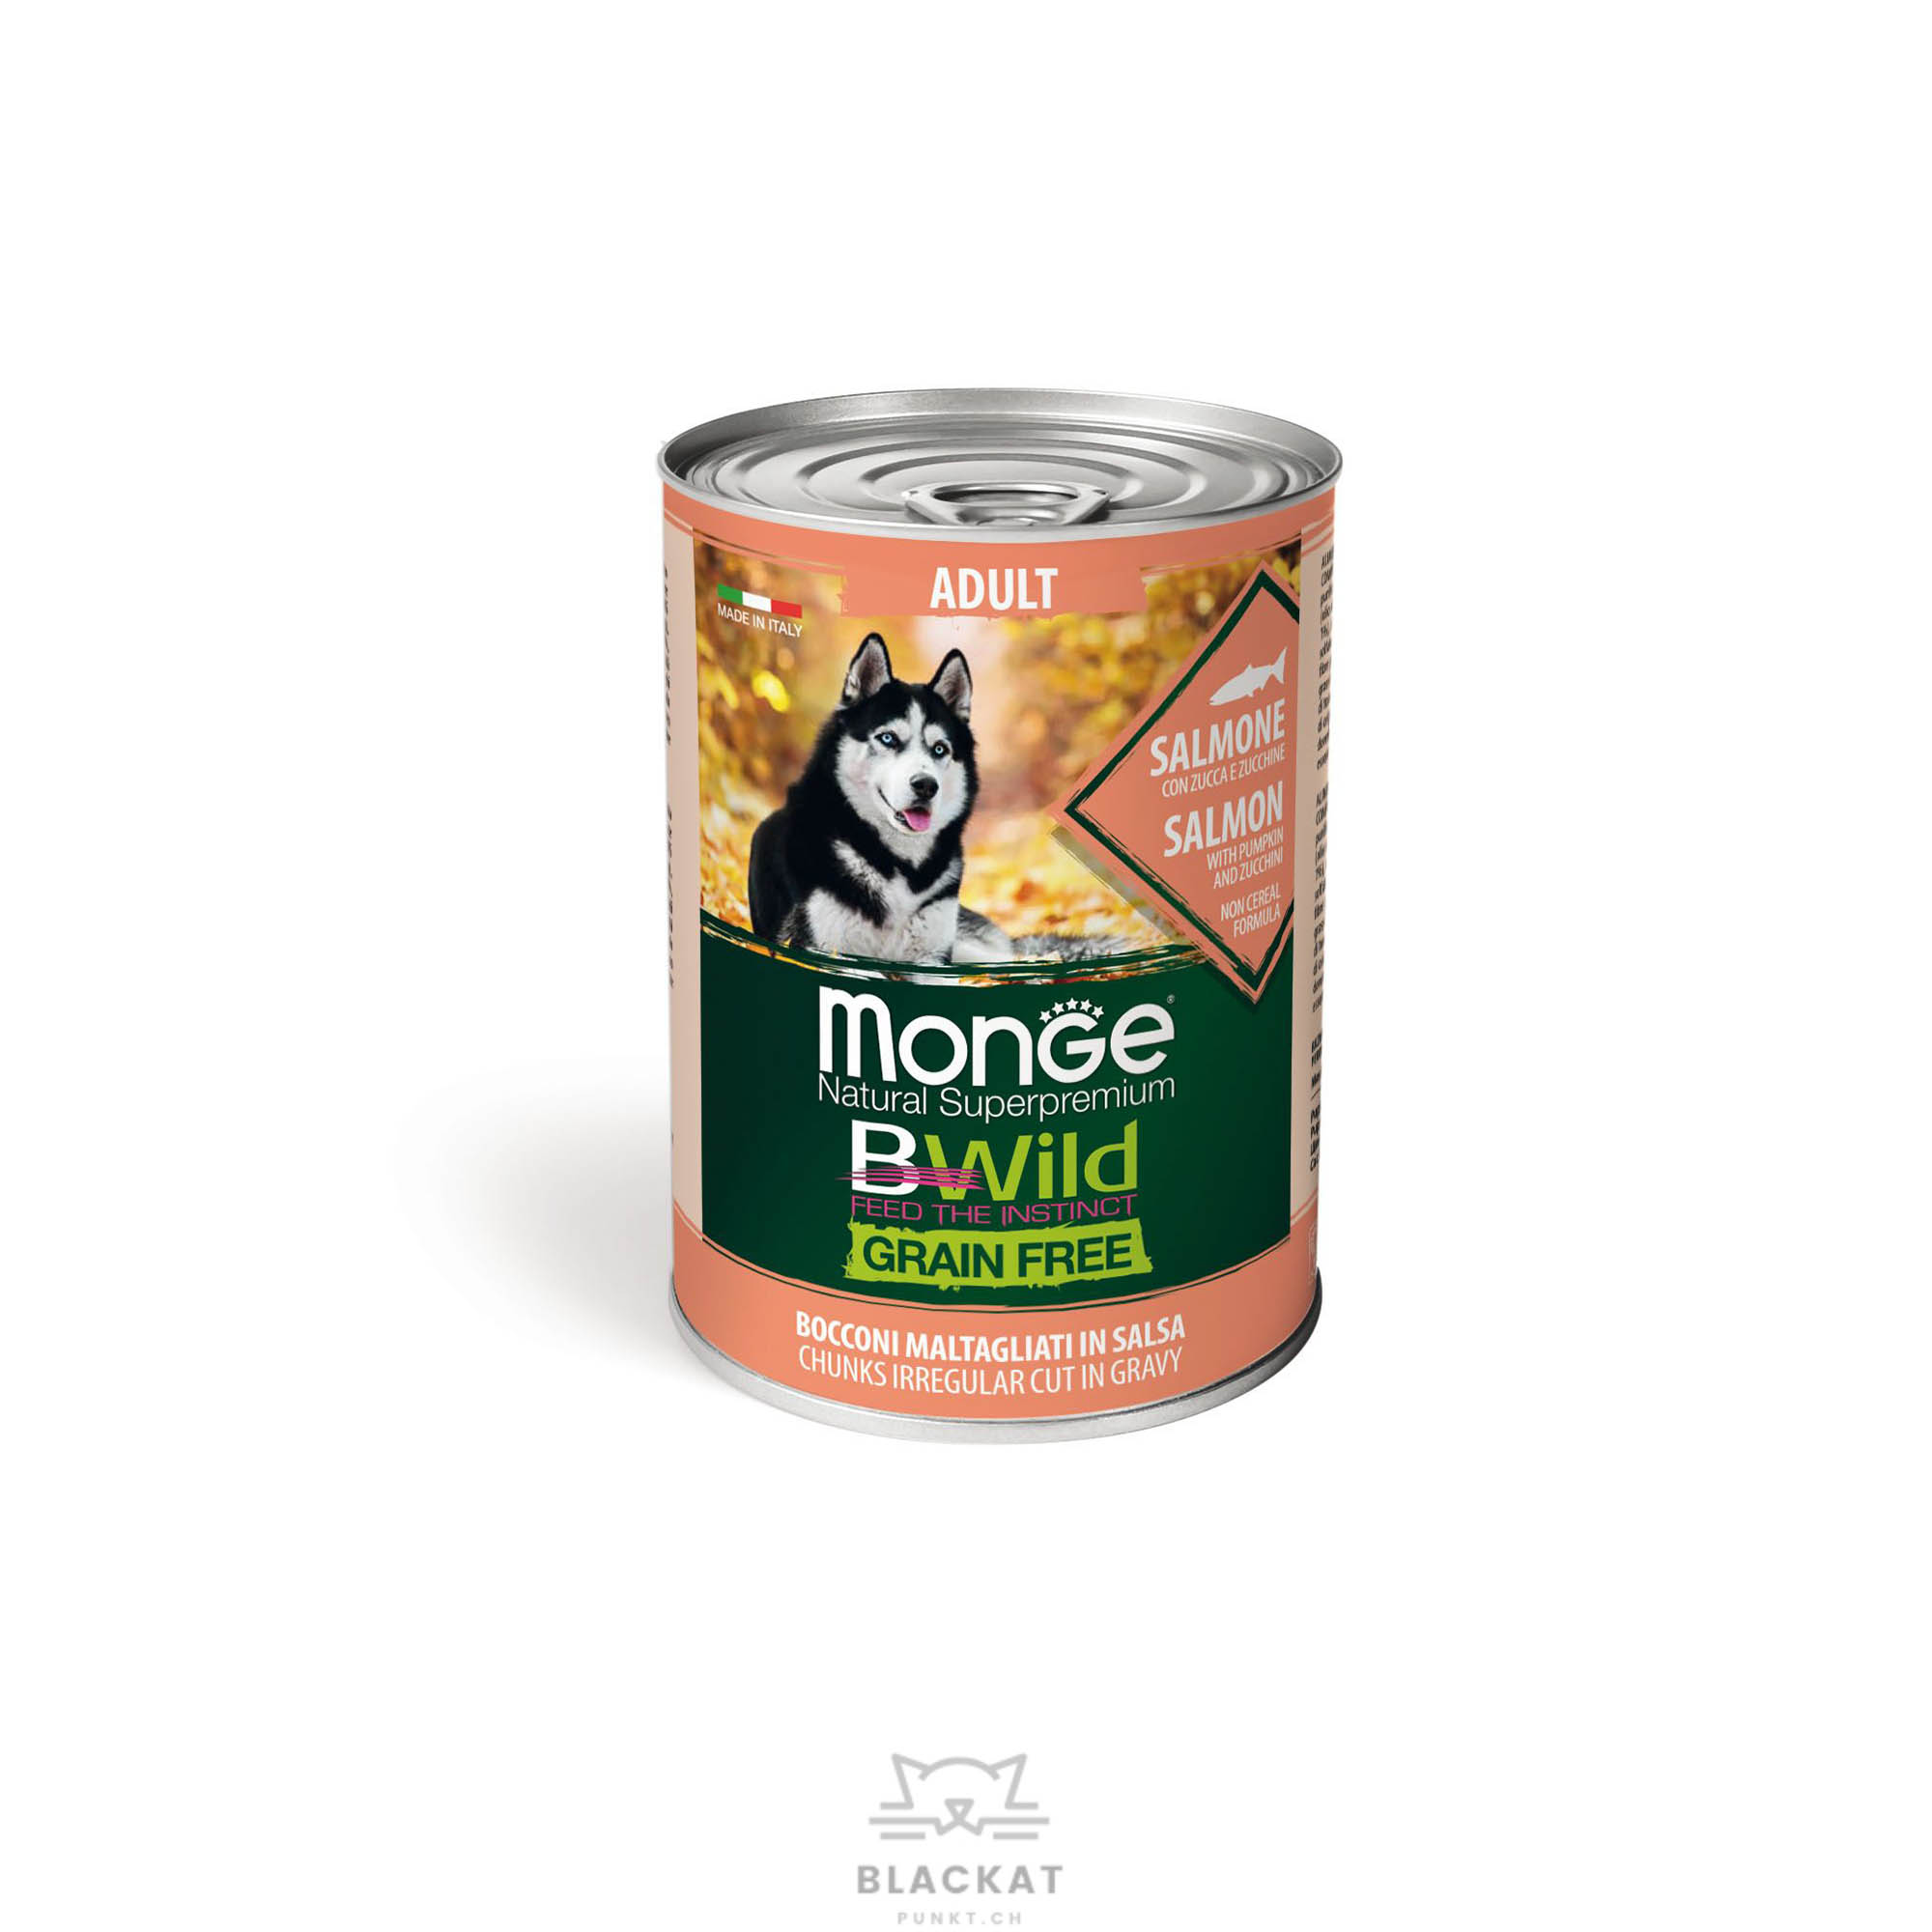 ADULT
MADE IN ITALY
SALMONE
CON ZUCCA E ZUCCHINE
SALMON
WITH PUMPKIN
AND ZUCCHINI
NON CEREAL
FORMULA
MonGe®
Natural Superpremium
BWild
FEED THE INSTINCT
GRAIN FREE
BOCCONI MALTAGLIATI IN SALSA
CHUNKS IRREGULAR CUT IN GRAVY
BLACKAT
PUNKT.CH